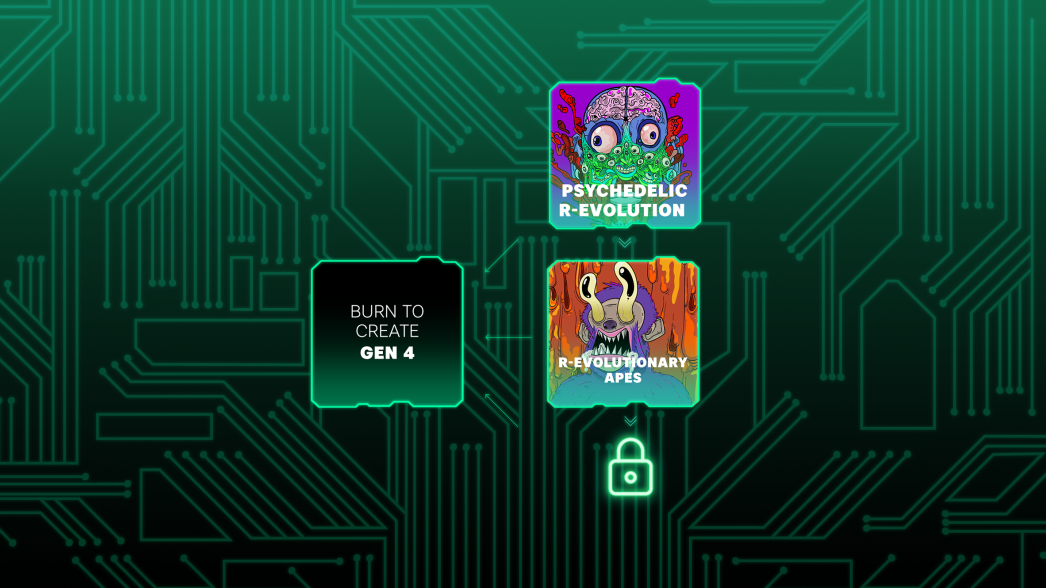 PSYCHEDELIC
R-EVOLUTION
BURN TO
CREATE
GEN 4
R-EVOLUTIONARY
APES